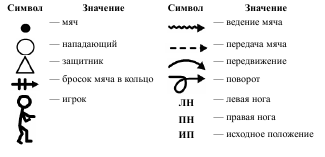 Символ Значение Символ Значение
— мяч — ведение мяча
— нападающий — передача мяча
— защитник — передвижение
— бросок мяча в кольцо — поворот
— игрок ЛН — левая нога
ПН — правая нога
ИП — исходное положение